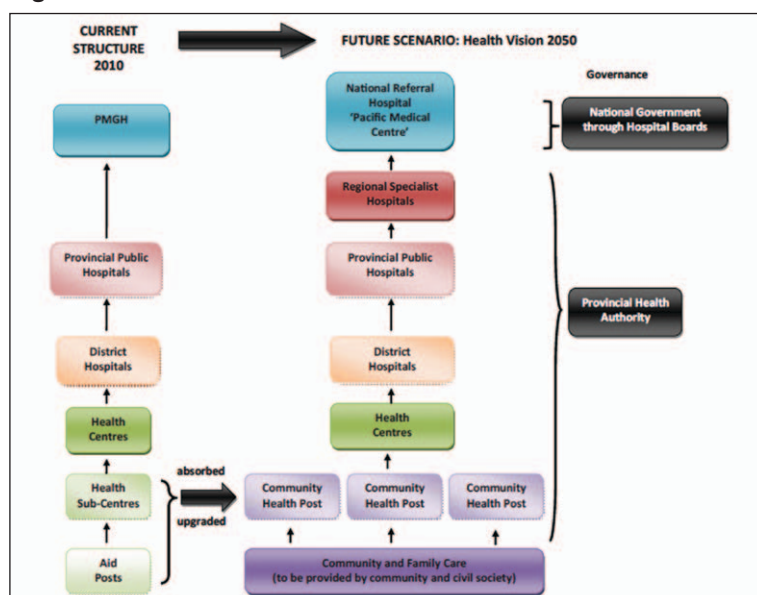 CURRENT
STRUCTURE
2010
FUTURE SCENARIO: Health Vision 2050
Governance
PMGH
National Referral
Hospital
'Pacific Medical
Centre'
National Government
through Hospital Boards
Regional Specialist
Hospitals
Provincial Public
Hospitals
Provincial Public
Hospitals
Provincial Health
Authority
District
Hospitals
District
Hospitals
Health
Centres
Health
Centres
absorbed
upgraded
Health
Sub-Centres
Community
Health Post
Community
Health Post
Community
Health Post
Aid
Posts
Community and Family Care
(to be provided by community and civil society)